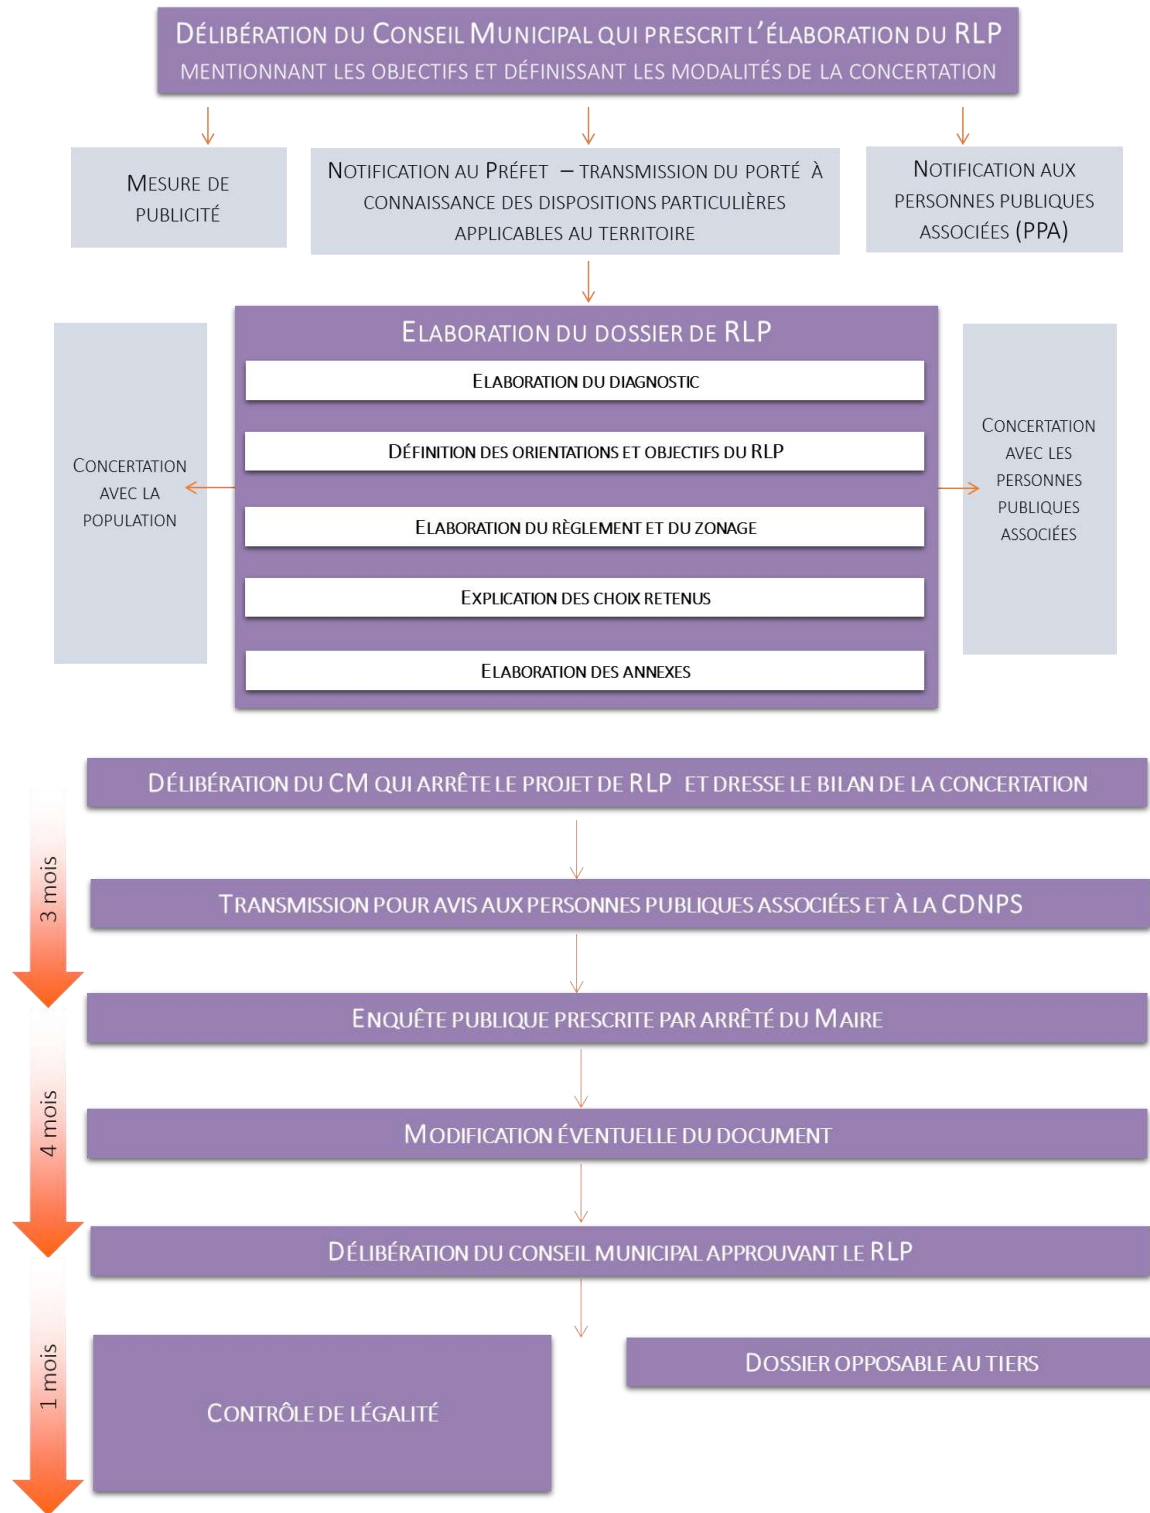 DÉLIBÉRATION DU CONSEIL MUNICIPAL QUI PRESCRIT L'ÉLABORATION DU RLP
MENTIONNANT LES OBJECTIFS ET DÉFINISSANT LES MODALITÉS DE LA CONCERTATION
MESURE DE
PUBLICITÉ
NOTIFICATION AU PRÉFET – TRANSMISSION DU PORTÉ À
CONNAISSANCE DES DISPOSITIONS PARTICULIÈRES
APPLICABLES AU TERRITOIRE
NOTIFICATION AUX
PERSONNES PUBLIQUES
ASSOCIÉES (PPA)
ELABORATION DU DOSSIER DE RLP
ELABORATION DU DIAGNOSTIC
DÉFINITION DES ORIENTATIONS ET OBJECTIFS DU RLP
ELABORATION DU RÈGLEMENT ET DU ZONAGE
EXPLICATION DES CHOIX RETENUS
ELABORATION DES ANNEXES
CONCERTATION
AVEC LA
POPULATION
CONCERTATION
AVEC LES
PERSONNES
PUBLIQUES
ASSOCIÉES
DÉLIBÉRATION DU CM QUI ARRÊTE LE PROJET DE RLP ET DRESSE LE BILAN DE LA CONCERTATION
3 mois
TRANSMISSION POUR AVIS AUX PERSONNES PUBLIQUES ASSOCIÉES ET À LA CDNPS
ENQUÊTE PUBLIQUE PRESCRITE PAR ARRÊTÉ DU MAIRE
4 mois
MODIFICATION ÉVENTUELLE DU DOCUMENT
DÉLIBÉRATION DU CONSEIL MUNICIPAL APPROUVANT LE RLP
1 mois
CONTRÔLE DE LÉGALITÉ
DOSSIER OPPOSABLE AU TIERS